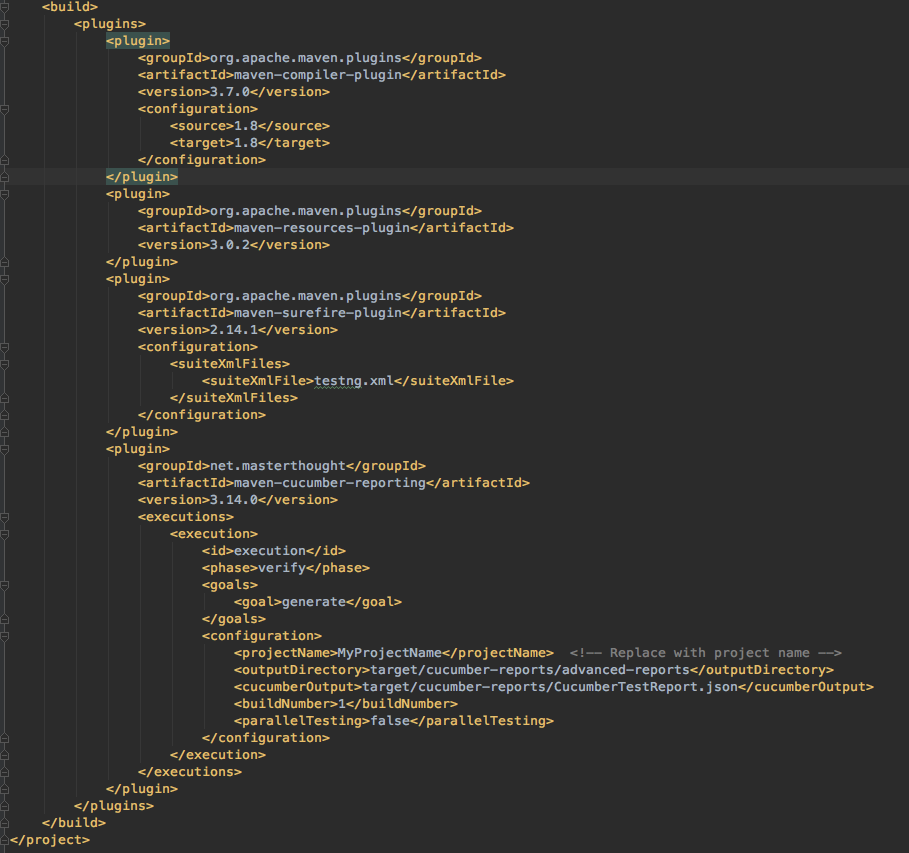 <build>
<plugins>
<plugin>
<groupId>org.apache.maven.plugins</groupId>
<artifactId>maven-compiler-plugin</artifactId>
<version>3.7.0</version>
<configuration>
<source>1.8</source>
<target>1.8</target>
</configuration>
</plugin>
<plugin>
<groupId>org.apache.maven.plugins</groupId>
<artifactId>maven-resources-plugin</artifactId>
<version>3.0.2</version>
</plugin>
<plugin>
<groupId>org.apache.maven.plugins</groupId>
<artifactId>maven-surefire-plugin</artifactId>
<version>2.14.1</version>
<configuration>
<suiteXmlFiles>
<suiteXmlFile>testng.xml</suiteXmlFile>
</suiteXmlFiles>
</configuration>
</plugin>
<plugin>
<groupId>net.masterthought</groupId>
<artifactId>maven-cucumber-reporting</artifactId>
<version>3.14.0</version>
<executions>
<execution>
<id>execution</id>
<phase>verify</phase>
<goals>
<goal>generate</goal>
</goals>
<configuration>
<projectName>MyProjectName</projectName>  <!-- Replace with project name -->
<outputDirectory>target/cucumber-reports/advanced-reports</outputDirectory>
<cucumberOutput>target/cucumber-reports/CucumberTestReport.json</cucumberOutput>
<buildNumber>1</buildNumber>
<parallelTesting>false</parallelTesting>
</configuration>
</execution>
</executions>
</plugin>
</plugins>
</build>
</project>